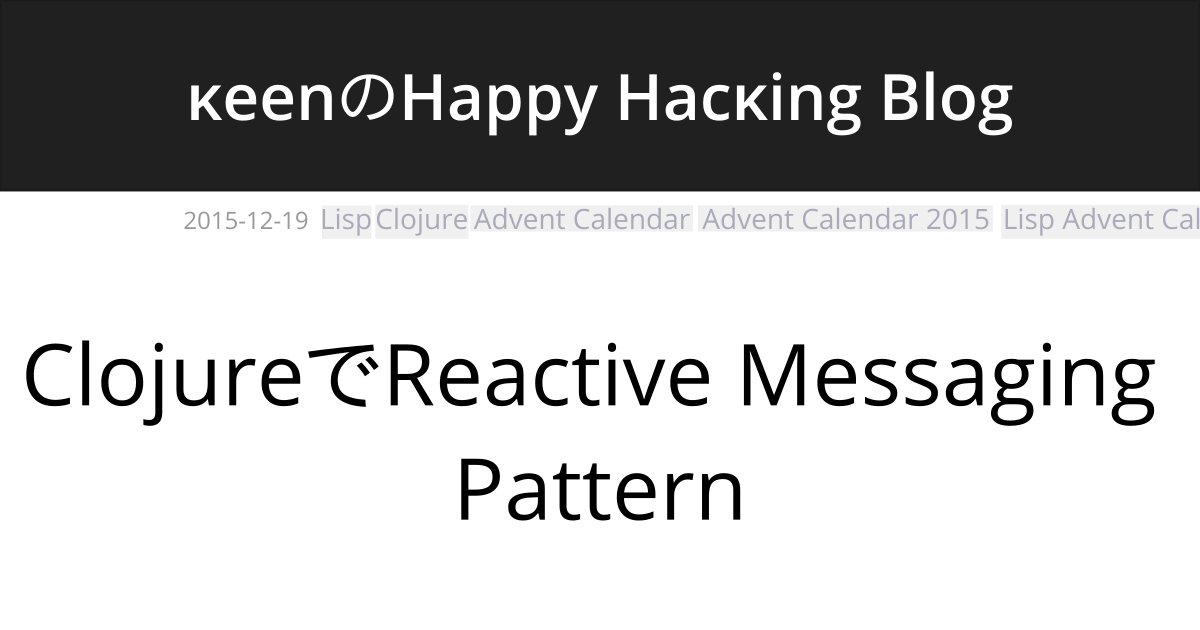 κeenのHappy Hacκing Blog
2015-12-19 Lisp Clojure Advent Calendar Advent Calendar 2015 Lisp Advent Cal
ClojureでReactive Messaging
Pattern